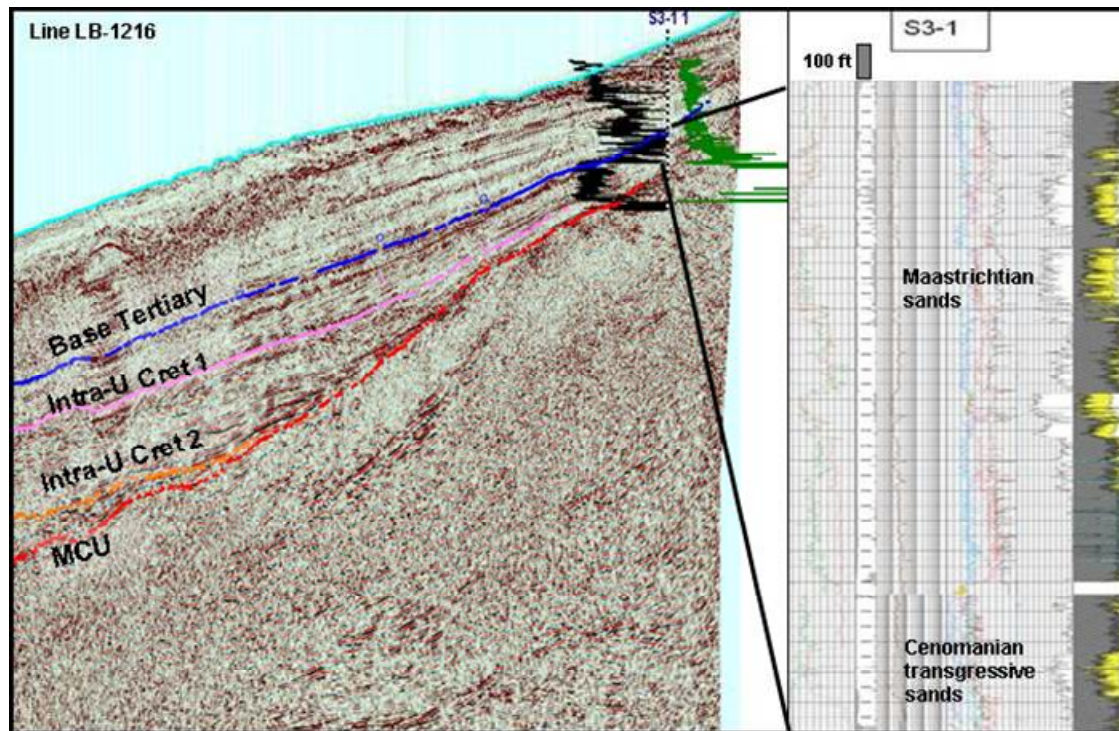 Line LB-1216
S3-1 1
S3-1
100 ft
Maastrichtian
sands
Base Tertiary
Intra-U Cret 1
Intra-U Cret 2
MCU
Cenomanian
transgressive
sands